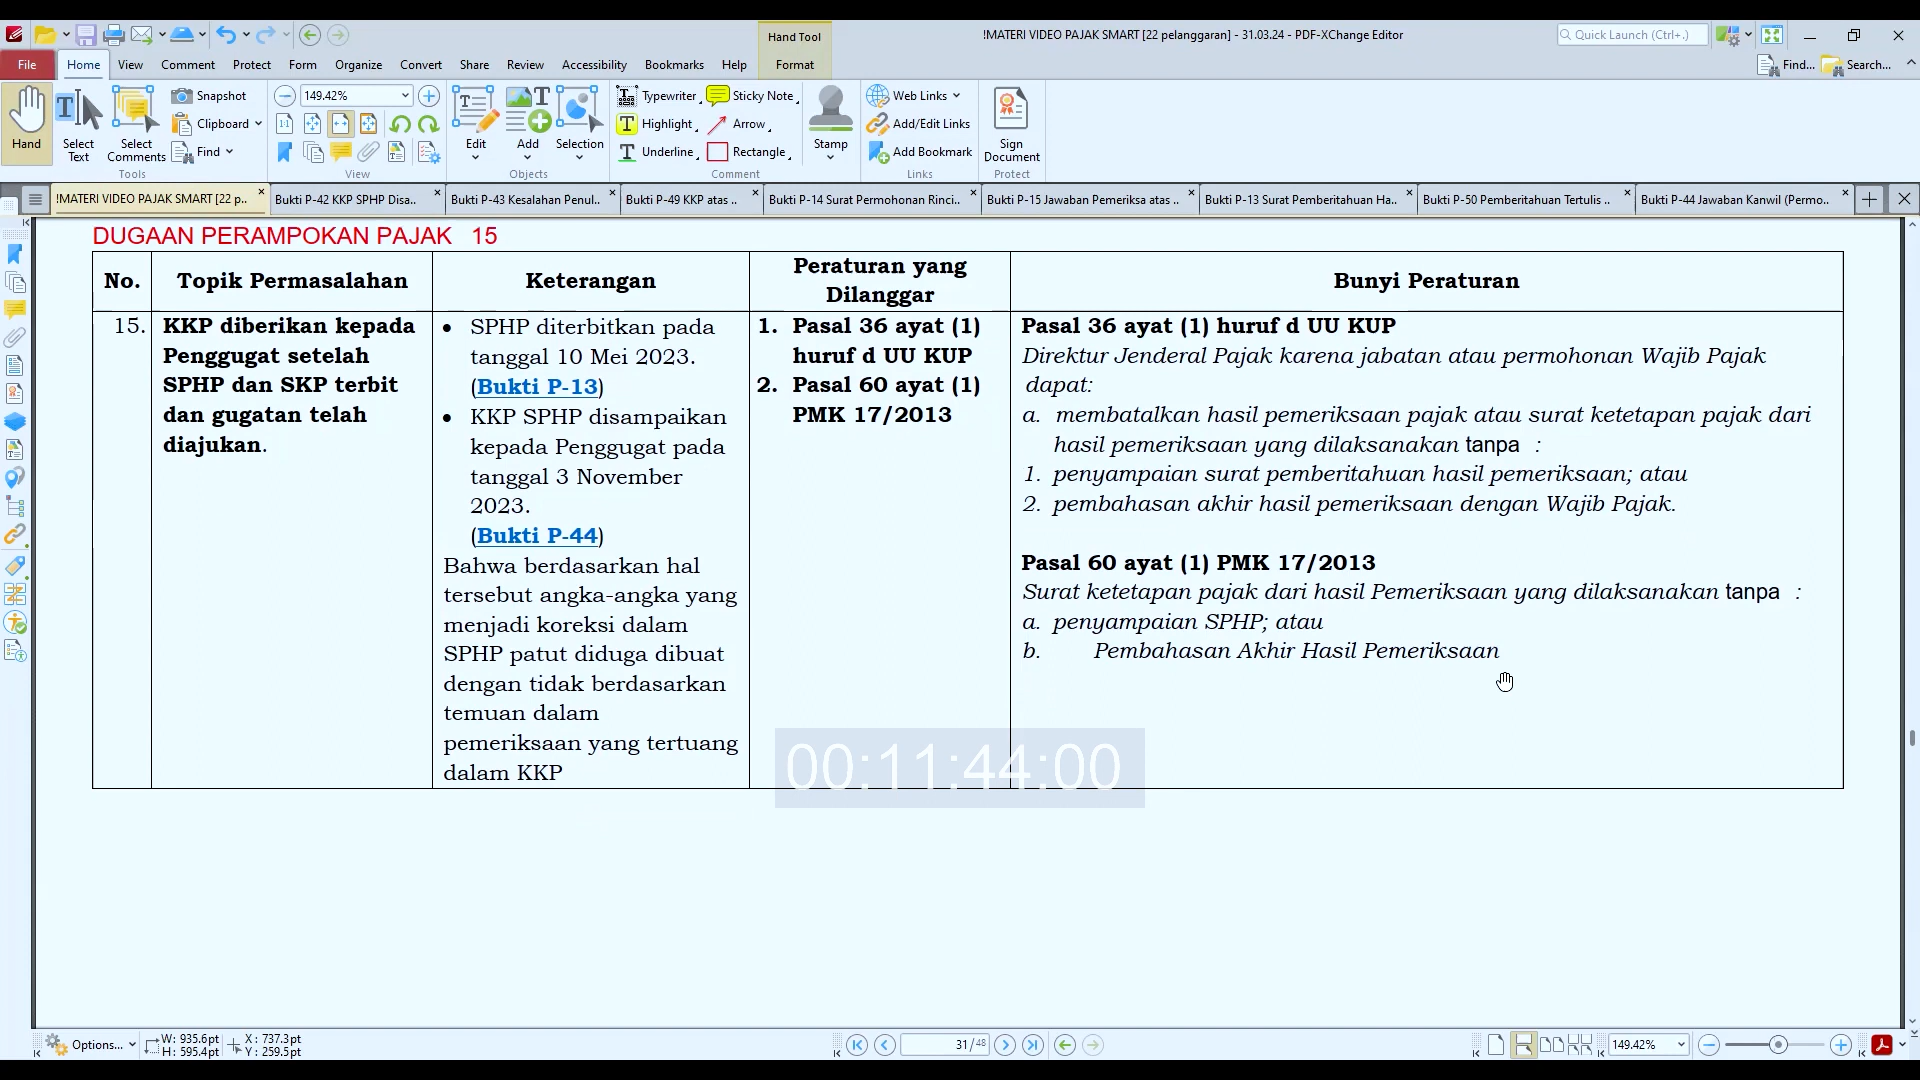 Hand Tool
!MATERI VIDEO PAJAK SMART [22 pelanggaran] - 31.03.24 - PDF-XChange Editor
Quick Launch (Ctrl+.)
File Home View Comment Protect Form Organize Convert Share Review Accessibility Bookmarks Help Format Find... Search...
Hand
Select Text
Select Comments
Snapshot
Clipboard
Find
Tools
149.42%
View
Edit
Add
Selection
Objects
Typewriter Sticky Note
Highlight Arrow
Underline Rectangle
Stamp
Comment
Web Links
Add/Edit Links
Add Bookmark
Links
Sign Document
Protect
!MATERI VIDEO PAJAK SMART [22 p.. Bukti P-42 KKP SPHP Disa.. Bukti P-43 Kesalahan Penul.. Bukti P-49 KKP atas .. Bukti P-14 Surat Permohonan Rinci.. Bukti P-15 Jawaban Pemeriksa atas .. Bukti P-13 Surat Pemberitahuan Ha.. Bukti P-50 Pemberitahuan Tertulis .. Bukti P-44 Jawaban Kanwil (Permo..
DUGAAN PERAMPOKAN PAJAK 15
No.
Topik Permasalahan
Keterangan
Peraturan yang
Dilanggar
Bunyi Peraturan
15.
KKP diberikan kepada
Penggugat setelah
SPHP dan SKP terbit
dan gugatan telah
diajukan.
• SPHP diterbitkan pada
tanggal 10 Mei 2023.
(Bukti P-13)
• KKP SPHP disampaikan
kepada Penggugat pada
tanggal 3 November
2023.
(Bukti P-44)
Bahwa berdasarkan hal
tersebut angka-angka yang
menjadi koreksi dalam
SPHP patut diduga dibuat
dengan tidak berdasarkan
temuan dalam
pemeriksaan yang tertuang
dalam KKP
1. Pasal 36 ayat (1)
huruf d UU KUP
2. Pasal 60 ayat (1)
PMK 17/2013
Pasal 36 ayat (1) huruf d UU KUP
Direktur Jenderal Pajak karena jabatan atau permohonan Wajib Pajak
dapat:
a. membatalkan hasil pemeriksaan pajak atau surat ketetapan pajak dari
hasil pemeriksaan yang dilaksanakan tanpa :
1. penyampaian surat pemberitahuan hasil pemeriksaan; atau
2. pembahasan akhir hasil pemeriksaan dengan Wajib Pajak.
Pasal 60 ayat (1) PMK 17/2013
Surat ketetapan pajak dari hasil Pemeriksaan yang dilaksanakan tanpa :
a. penyampaian SPHP; atau
b. Pembahasan Akhir Hasil Pemeriksaan
00:11:44:00
Options...
W: 935.6pt
H: 595.4pt
X: 737.3pt
Y: 259.5pt
31 / 48
149.42%